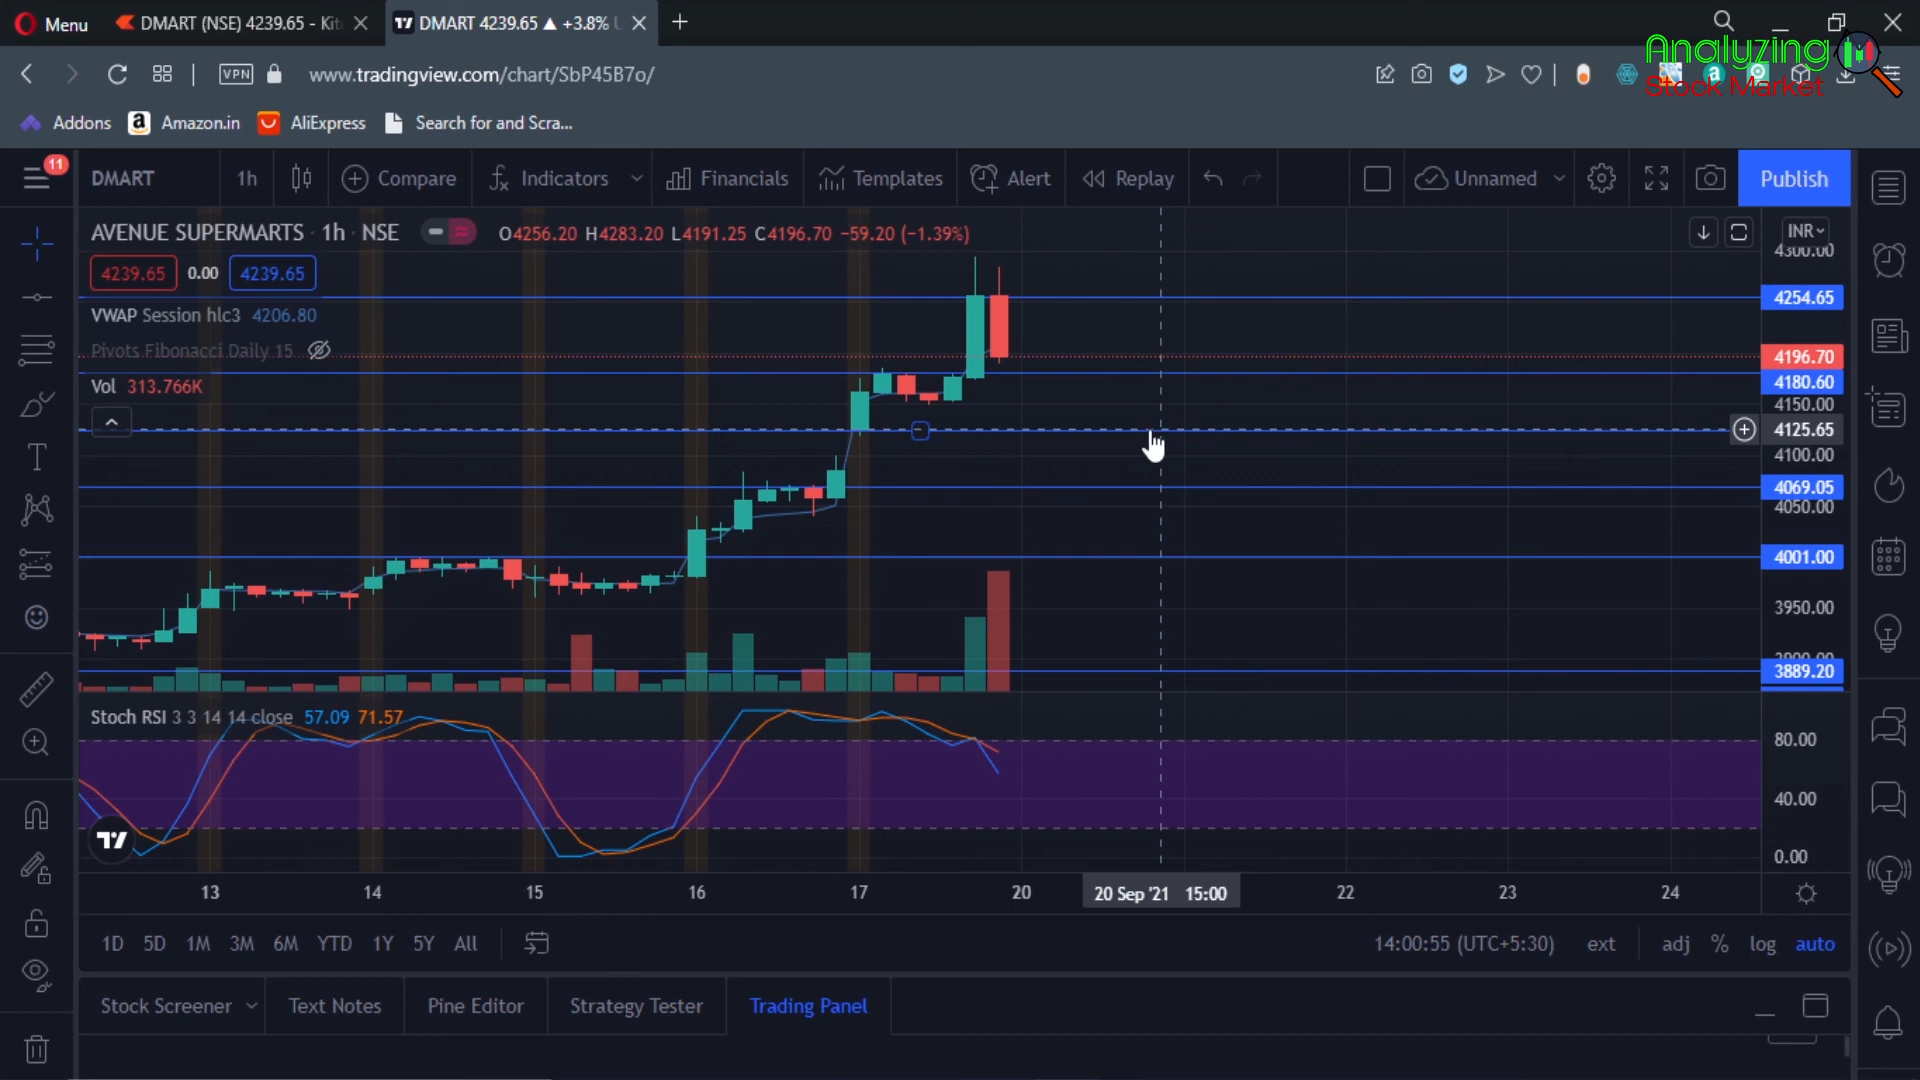 Menu
DMART (NSE) 4239.65 - Kit
DMART 4239.65 ▲ +3.8%
Analyzing
Stock Market
VPN
www.tradingview.com/chart/SbP45B7o/
Addons
Amazon.in
AliExpress
Search for and Scra...
11
DMART
1h
Compare
Indicators
Financials
Templates
Alert
Replay
Unnamed
Publish
AVENUE SUPERMARTS · 1h · NSE
O4256.20 H4283.20 L4191.25 C4196.70 −59.20 (−1.39%)
INR
4300.00
4239.65 0.00 4239.65
4254.65
VWAP Session hlc3 4206.80
Pivots Fibonacci Daily 15
4196.70
Vol 313.766K
4180.60
4150.00
4125.65
4100.00
4069.05
4050.00
4001.00
3950.00
3900.00
3889.20
Stoch RSI 3 3 14 14 close 57.09 71.57
80.00
40.00
0.00
13 14 15 16 17 20 20 Sep '21 15:00 22 23 24
1D 5D 1M 3M 6M YTD 1Y 5Y All
14:00:55 (UTC+5:30) ext adj % log auto
Stock Screener
Text Notes
Pine Editor
Strategy Tester
Trading Panel